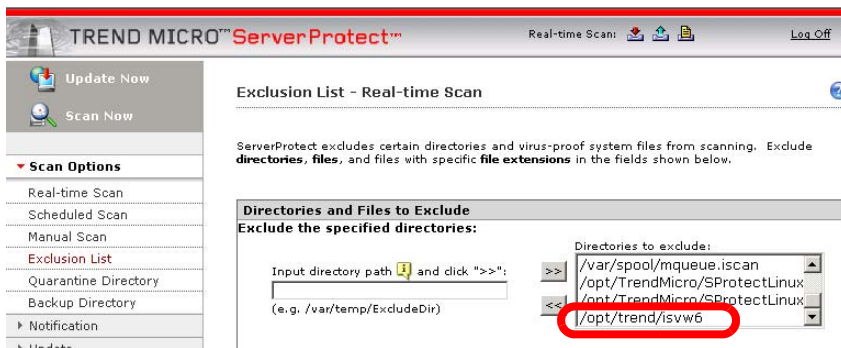 TREND MICRO™ ServerProtect™
Real-time Scan:
Log Off
Update Now
Scan Now
Scan Options
Real-time Scan
Scheduled Scan
Manual Scan
Exclusion List
Quarantine Directory
Backup Directory
Notification
Update
Exclusion List - Real-time Scan
?
ServerProtect excludes certain directories and virus-proof system files from scanning. Exclude
directories, files, and files with specific file extensions in the fields shown below.
Directories and Files to Exclude
Exclude the specified directories:
Input directory path and click ">>":
(e.g. /var/temp/ExcludeDir)
>>
<<
Directories to exclude:
/var/spool/mqueue.iscan
/opt/TrendMicro/SProtectLinux
/opt/TrendMicro/SProtectLinux
/opt/trend/isvw6